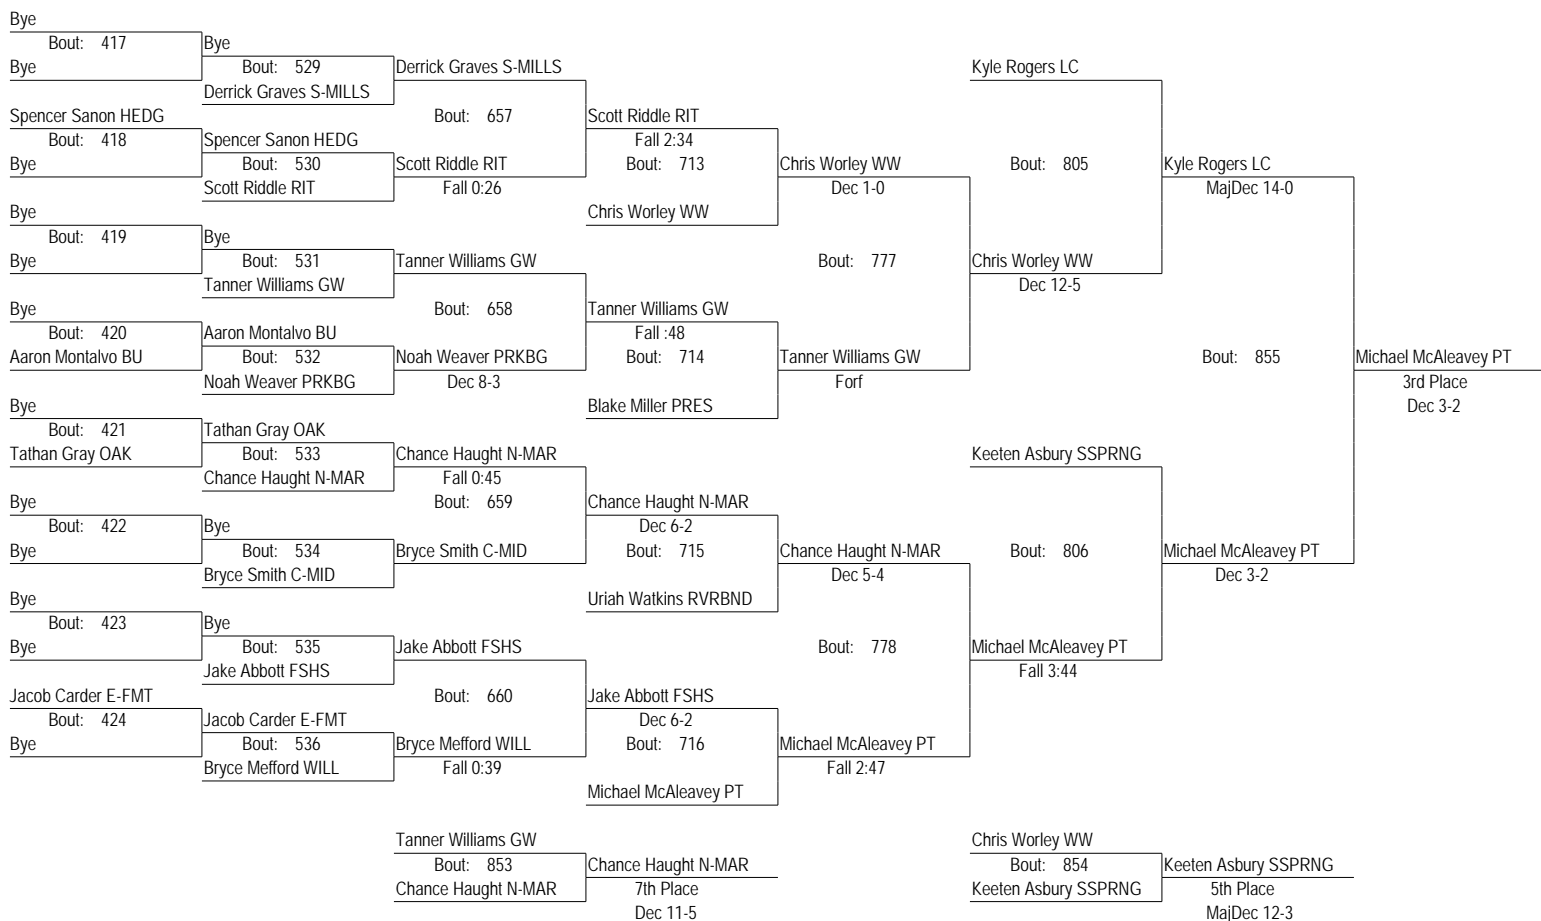 Bye
Bout: 417 Bye
Bye Bout: 529 Derrick Graves S-MILLS Kyle Rogers LC
Derrick Graves S-MILLS
Spencer Sanon HEDG Bout: 657 Scott Riddle RIT
Bout: 418 Spencer Sanon HEDG Fall 2:34
Bye Bout: 530 Scott Riddle RIT Bout: 713 Chris Worley WW Bout: 805 Kyle Rogers LC
Scott Riddle RIT Fall 0:26 Dec 1-0 MajDec 14-0
Bye Chris Worley WW
Bout: 419 Bye
Bye Bout: 531 Tanner Williams GW Bout: 777 Chris Worley WW
Tanner Williams GW Dec 12-5
Bye Bout: 658 Tanner Williams GW
Bout: 420 Aaron Montalvo BU Fall :48
Aaron Montalvo BU Bout: 532 Noah Weaver PRKBG Bout: 714 Tanner Williams GW Bout: 855 Michael McAleavey PT
Noah Weaver PRKBG Dec 8-3 Forf 3rd Place
Bye Blake Miller PRES Dec 3-2
Bout: 421 Tathan Gray OAK
Tathan Gray OAK Bout: 533 Chance Haught N-MAR Keeten Asbury SSPRNG
Chance Haught N-MAR Fall 0:45
Bye Bout: 659 Chance Haught N-MAR
Bout: 422 Bye Dec 6-2
Bye Bout: 534 Bryce Smith C-MID Bout: 715 Chance Haught N-MAR Bout: 806 Michael McAleavey PT
Bryce Smith C-MID Dec 5-4 Dec 3-2
Bye Uriah Watkins RVRBND
Bout: 423 Bye
Bye Bout: 535 Jake Abbott FSHS Bout: 778 Michael McAleavey PT
Jake Abbott FSHS Fall 3:44
Jacob Carder E-FMT Bout: 660 Jake Abbott FSHS
Bout: 424 Jacob Carder E-FMT Dec 6-2
Bye Bout: 536 Bryce Mefford WILL Bout: 716 Michael McAleavey PT
Bryce Mefford WILL Fall 0:39 Fall 2:47
Michael McAleavey PT
Tanner Williams GW Chris Worley WW
Bout: 853 Chance Haught N-MAR Bout: 854 Keeten Asbury SSPRNG
Chance Haught N-MAR 7th Place Keeten Asbury SSPRNG 5th Place
Dec 11-5 MajDec 12-3